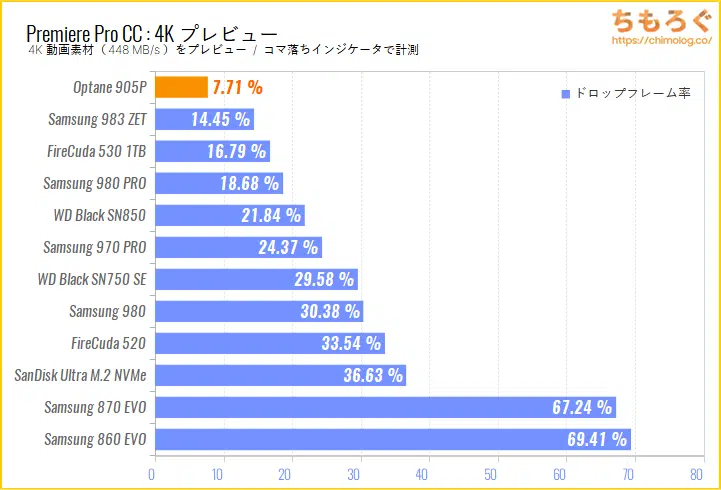 Premiere Pro CC : 4K プレビュー
4K 動画素材（448 MB/s）をプレビュー / コマ落ちインジケータで計測
ちもろぐ
https://chimolog.co/
ドロップフレーム率
Optane 905P 7.71 %
Samsung 983 ZET 14.45 %
FireCuda 530 1TB 16.79 %
Samsung 980 PRO 18.68 %
WD Black SN850 21.84 %
Samsung 970 PRO 24.37 %
WD Black SN750 SE 29.58 %
Samsung 980 30.38 %
FireCuda 520 33.54 %
SanDisk Ultra M.2 NVMe 36.63 %
Samsung 870 EVO 67.24 %
Samsung 860 EVO 69.41 %
0 10 20 30 40 50 60 70 80